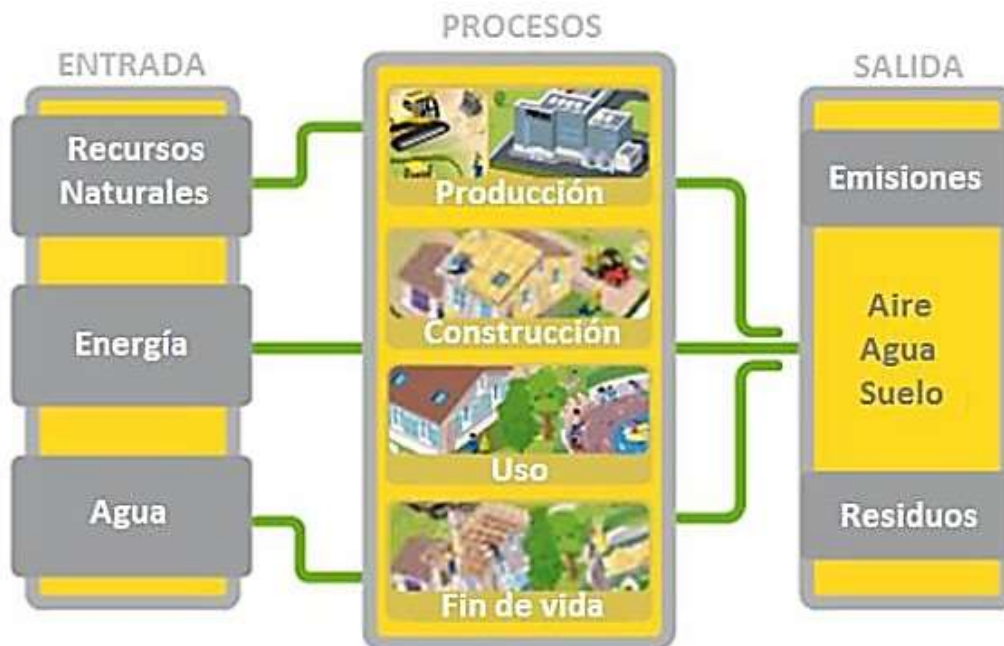 ENTRADA
Recursos
Naturales
Energía
Agua
PROCESOS
Producción
Construcción
Uso
Fin de vida
SALIDA
Emisiones
Aire
Agua
Suelo
Residuos